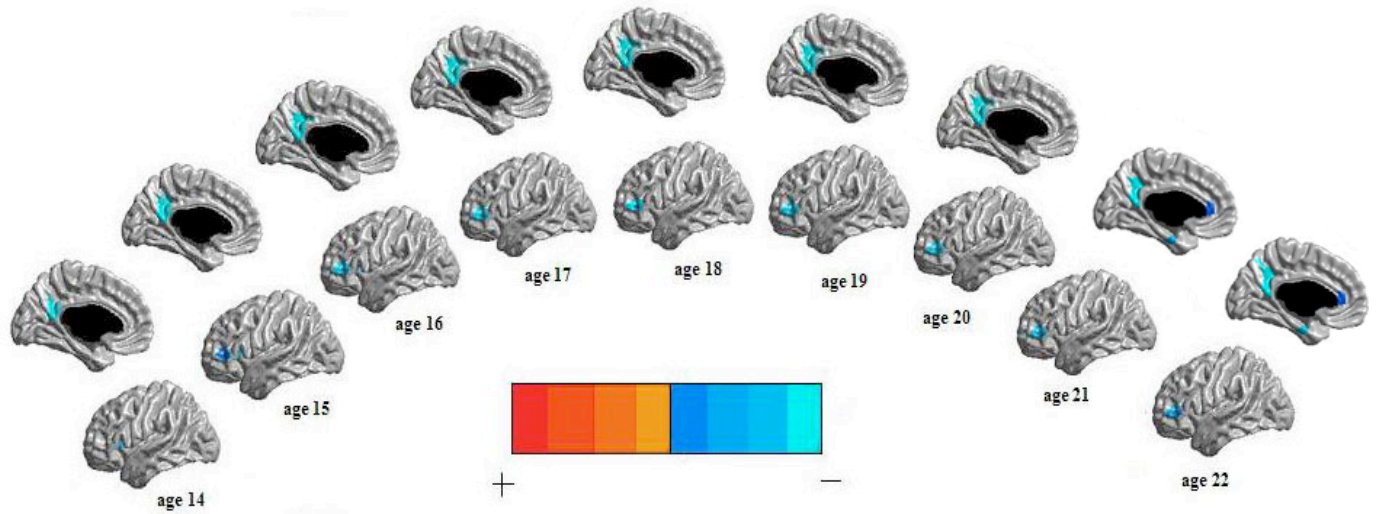 age 14
age 15
age 16
age 17
age 18
age 19
age 20
age 21
age 22
+
—